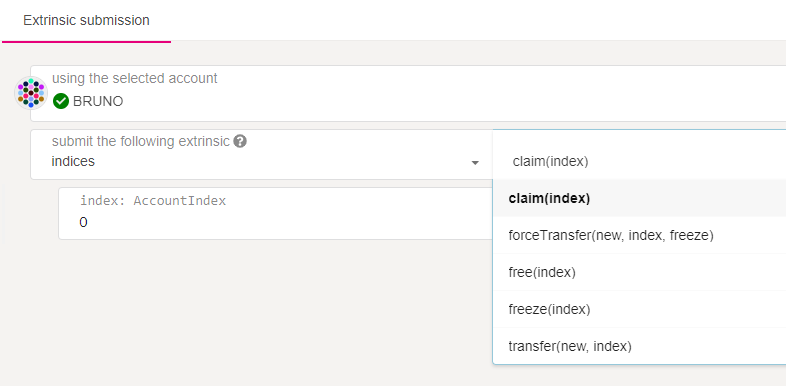 Extrinsic submission
using the selected account
BRUNO
submit the following extrinsic ?
indices
claim(index)
index: AccountIndex
0
claim(index)
forceTransfer(new, index, freeze)
free(index)
freeze(index)
transfer(new, index)